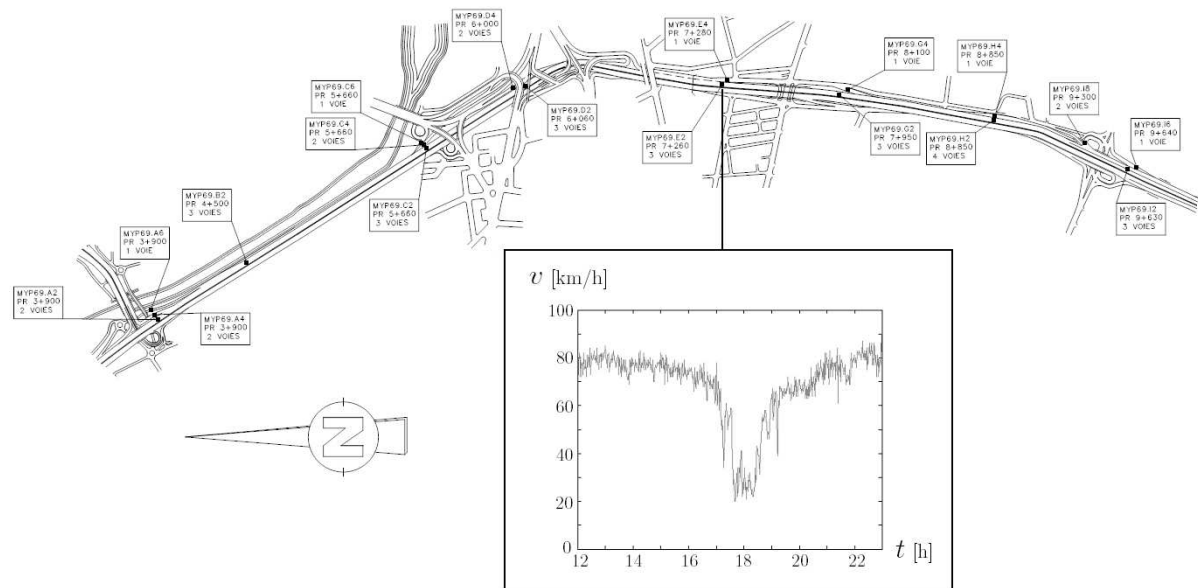 MYP69.D4
PR 6+000
2 VOIES
MYP69.E4
PR 7+280
1 VOIE
MYP69.G4
PR 8+100
1 VOIE
MYP69.H4
PR 8+850
1 VOIE
MYP69.C6
PR 5+660
1 VOIE
MYP69.C4
PR 5+660
2 VOIES
MYP69.D2
PR 6+060
3 VOIES
MYP69.I8
PR 9+300
2 VOIES
MYP69.I6
PR 9+640
1 VOIE
MYP69.E2
PR 7+260
3 VOIES
MYP69.G2
PR 7+950
3 VOIES
MYP69.H2
PR 8+850
4 VOIES
MYP69.B2
PR 4+500
3 VOIES
MYP69.C2
PR 5+660
3 VOIES
MYP69.I2
PR 9+630
3 VOIES
MYP69.A6
PR 3+900
1 VOIE
MYP69.A2
PR 3+900
2 VOIES
MYP69.A4
PR 3+900
2 VOIES
N
v [km/h]
100
80
60
40
20
0
12 14 16 18 20 22
t [h]